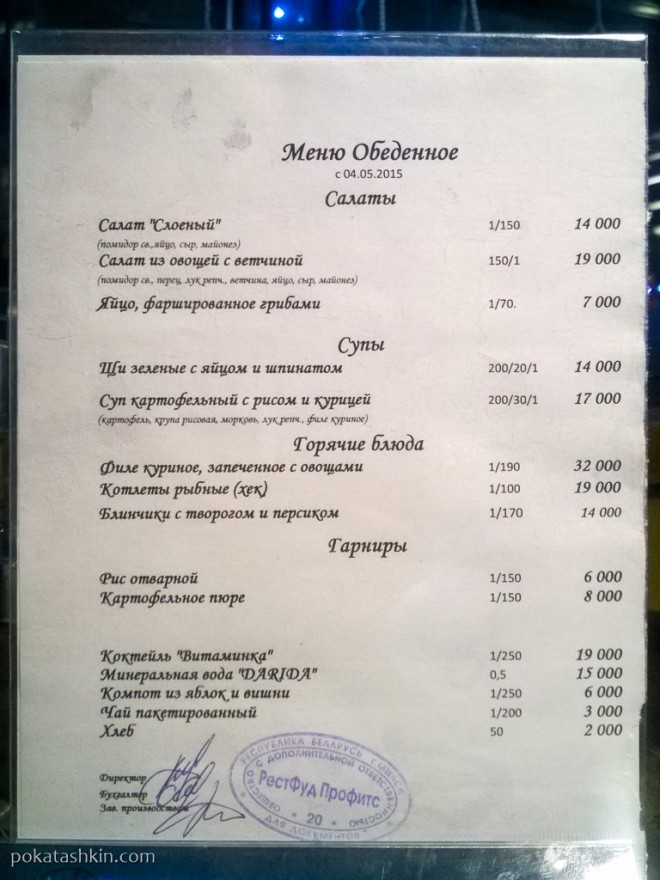 Меню Обеденное
с 04.05.2015
Салаты
Салат "Слоеный" 1/150 14 000
(помидор св.,яйцо, сыр, майонез)
Салат из овощей с ветчиной 150/1 19 000
(помидор св., перец, лук репч., ветчина, яйцо, сыр, майонез)
Яйцо, фаршированное грибами 1/70. 7 000
Супы
Щи зеленые с яйцом и шпинатом 200/20/1 14 000
Суп картофельный с рисом и курицей 200/30/1 17 000
(картофель, крупа рисовая, морковь, лук репч., филе куриное)
Горячие блюда
Филе куриное, запеченное с овощами 1/190 32 000
Котлеты рыбные (хек) 1/100 19 000
Блинчики с творогом и персиком 1/170 14 000
Гарниры
Рис отварной 1/150 6 000
Картофельное пюре 1/150 8 000
Коктейль "Витаминка" 1/250 19 000
Минеральная вода "DARIDA" 0,5 15 000
Компот из яблок и вишни 1/250 6 000
Чай пакетированный 1/200 3 000
Хлеб 50 2 000
Директор
Бухгалтер
Зав. производством
РЕСПУБЛИКА БЕЛАРУСЬ Г.МИНСК
ОБЩЕСТВО С ДОПОЛНИТЕЛЬНОЙ ОТВЕТСТВЕННОСТЬЮ
РестФуд Профитс
* 20 *
pokatashkin.com